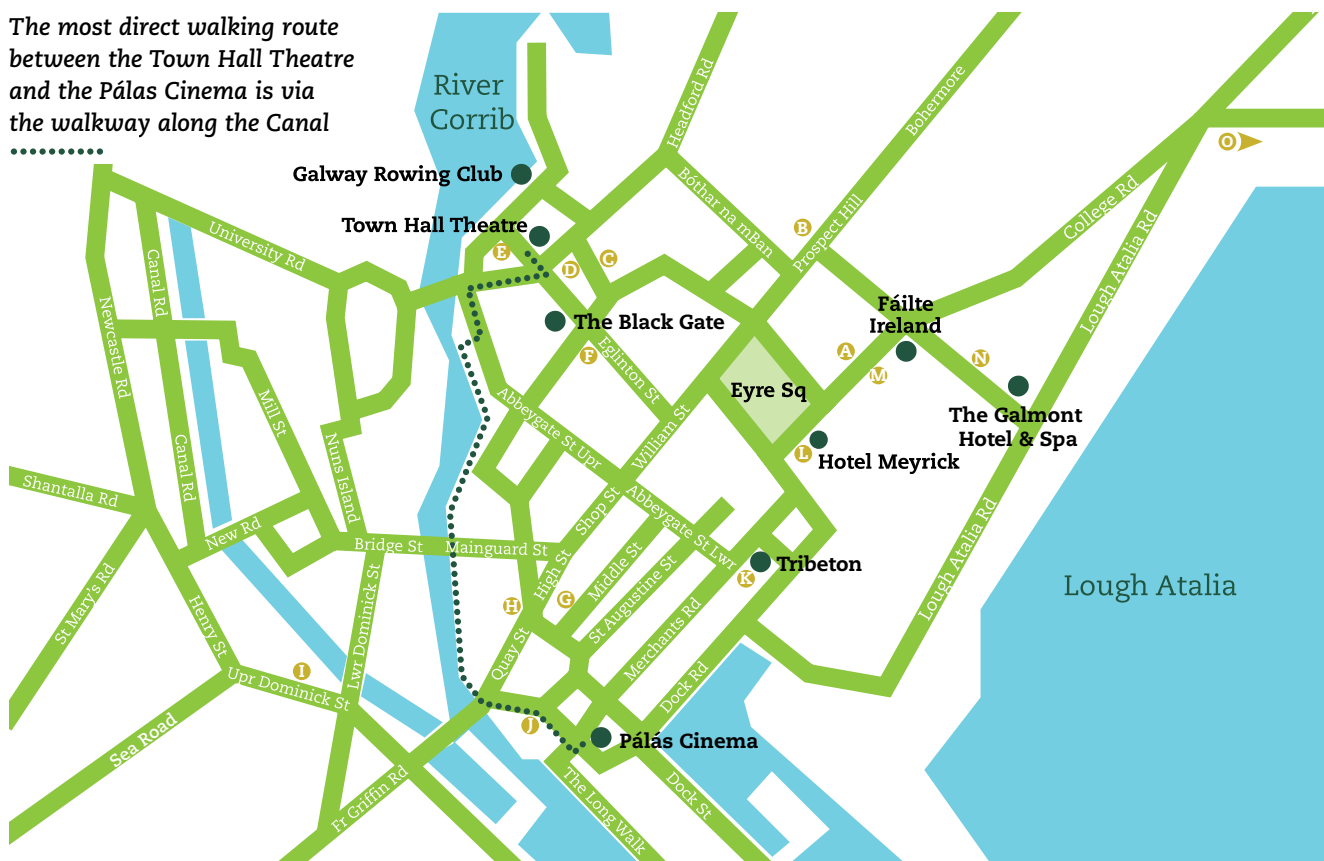 The most direct walking route
between the Town Hall Theatre
and the Pálas Cinema is via
the walkway along the Canal
River
Corrib
Headford Rd
Bohermore
O
Galway Rowing Club
Bóthar na mBan
College Rd
Town Hall Theatre
B
Prospect Hill
University Rd
E
D
C
Lough Atalia Rd
Canal Rd
Newcastle Rd
Fáilte
Ireland
The Black Gate
F
Eglinton St
A
M
N
Eyre Sq
The Galmont
Hotel & Spa
Mill St
Abbeygate St Upr
William St
L
Hotel Meyrick
Canal Rd
Nuns Island
Shantalla Rd
New Rd
Shop St
Abbeygate St Lwr
Bridge St
Mainguard St
High St
Middle St
St Augustine St
Tribeton
K
Lough Atalia Rd
Lough Atalia
St Mary's Rd
Henry St
Lwr Dominick St
H
G
Merchants Rd
Quay St
I
Upr Dominick St
Dock Rd
Sea Road
J
Pálás Cinema
Fr Griffin Rd
The Long Walk
Dock St